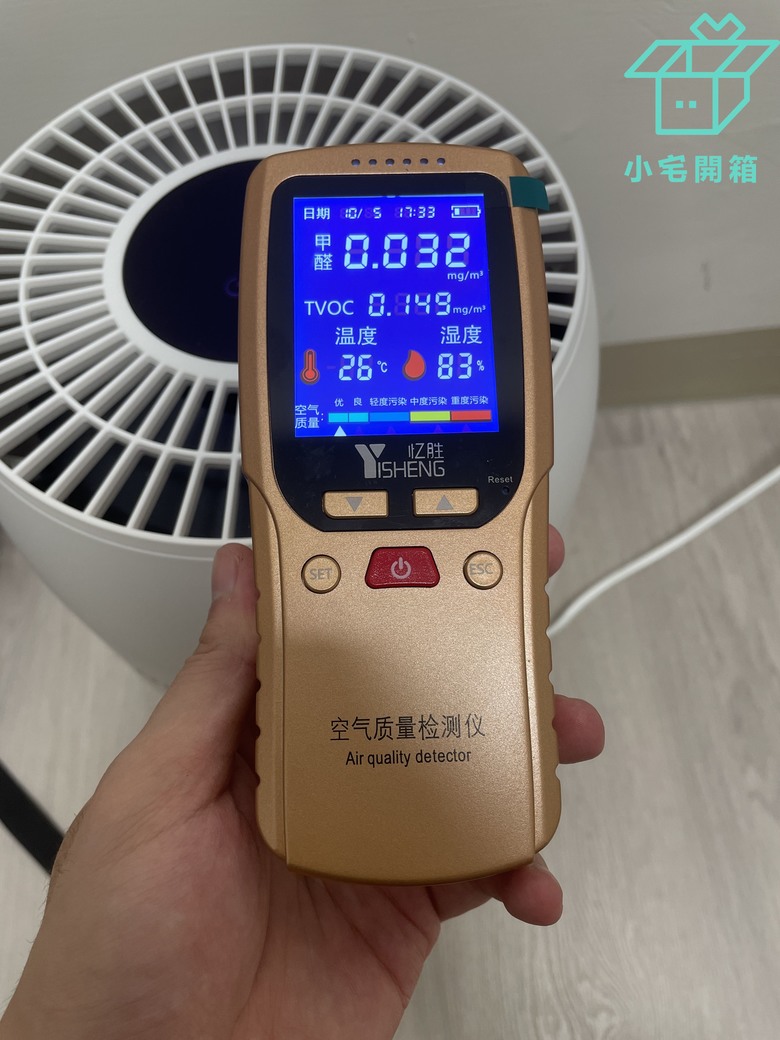 小宅開箱
日期 10/5 17:33
甲醛 0.032 mg/m³
TVOC 0.149 mg/m³
温度 湿度
26 °C 83 %
优 良 轻度污染 中度污染 重度污染
空气质量:
忆胜
YISHENG
Reset
SET ESC
空气质量检测仪
Air quality detector